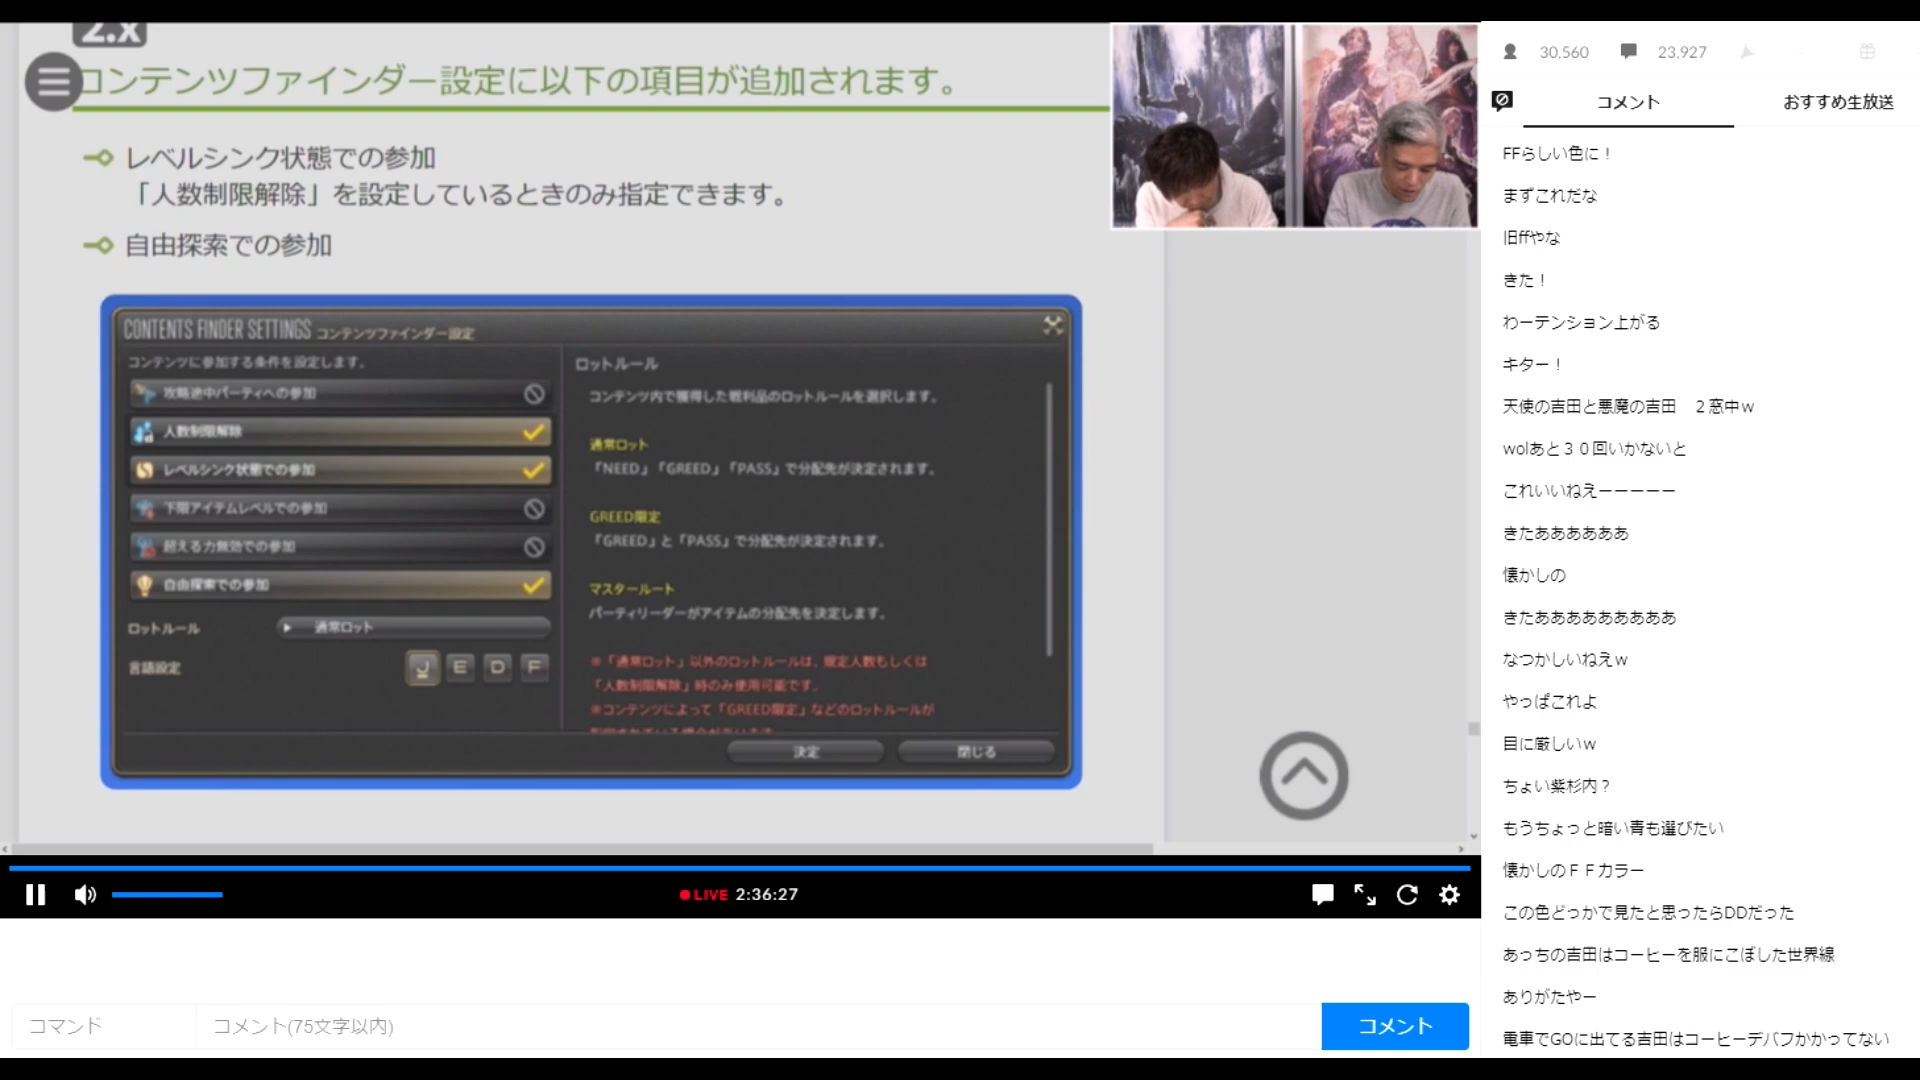 2.x
コンテンツファインダー設定に以下の項目が追加されます。
レベルシンク状態での参加
「人数制限解除」を設定しているときのみ指定できます。
自由探索での参加
CONTENTS FINDER SETTINGS コンテンツファインダー設定
コンテンツに参加する条件を設定します。
攻略途中パーティへの参加
人数制限解除
レベルシンク状態での参加
下限アイテムレベルでの参加
超える力無効での参加
自由探索での参加
ロットルール
通常ロット
言語設定
J E D F
ロットルール
コンテンツ内で獲得した戦利品のロットルールを選択します。
通常ロット
「NEED」「GREED」「PASS」で分配先が決定されます。
GREED限定
「GREED」と「PASS」で分配先が決定されます。
マスタールート
パーティリーダーがアイテムの分配先を決定します。
※「通常ロット」以外のロットルールは、規定人数もしくは
「人数制限解除」時のみ使用可能です。
※コンテンツによって「GREED限定」などのロットルールが
決定
閉じる
LIVE 2:36:27
コマンド
コメント(75文字以内)
コメント
30,560
23,927
コメント
おすすめ生放送
FFらしい色に！
まずこれだな
旧ffやな
きた！
わーテンション上がる
キター！
天使の吉田と悪魔の吉田　２窓中ｗ
wolあと３０回いかないと
これいいねえーーーーー
きたああああああ
懐かしの
きたあああああああああ
なつかしいねえｗ
やっぱこれよ
目に厳しいｗ
ちょい紫杉内？
もうちょっと暗い青も選びたい
懐かしのＦＦカラー
この色どっかで見たと思ったらDDだった
あっちの吉田はコーヒーを服にこぼした世界線
ありがたやー
電車でGOに出てる吉田はコーヒーデバフかかってない